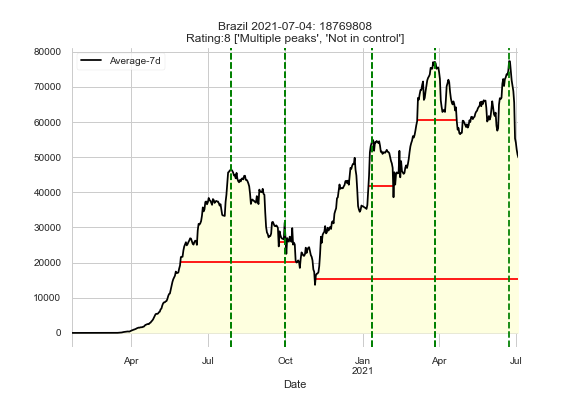 Brazil 2021-07-04: 18769808
Rating:8 ['Multiple peaks', 'Not in control']
80000
Average-7d
70000
60000
50000
40000
30000
20000
10000
0
Apr Jul Oct Jan Apr Jul
2021
Date